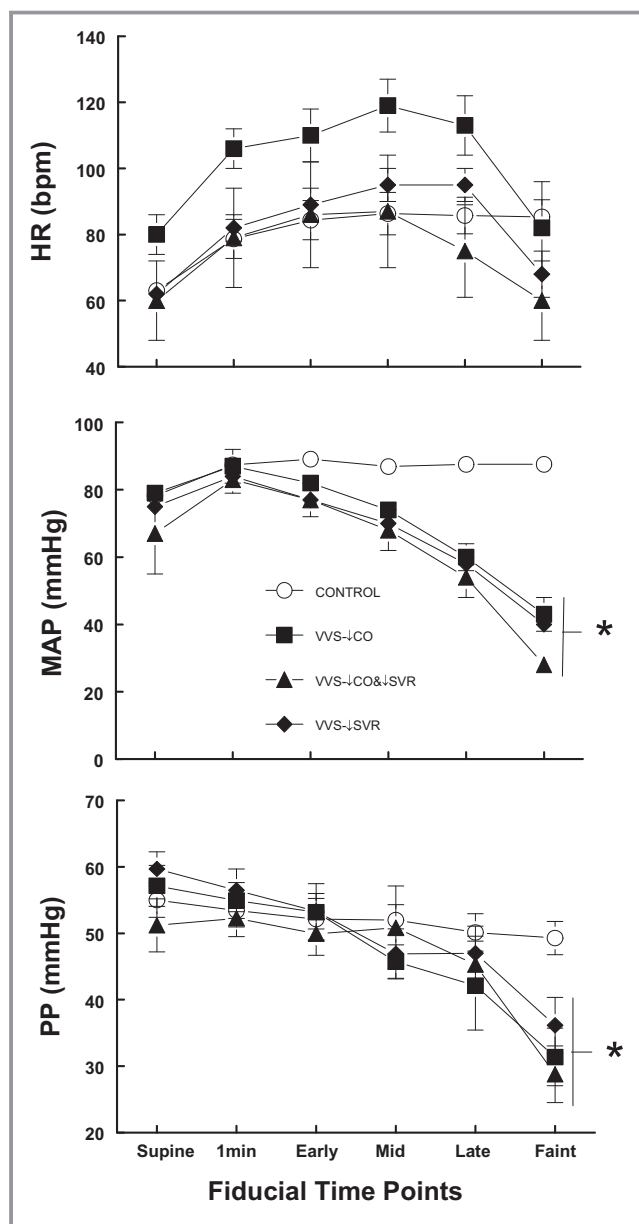 140
120
100
80
60
40
HR (bpm)
100
80
60
40
20
0
MAP (mmHg)
CONTROL
VVS-↓CO
VVS-↓CO&↓SVR
VVS-↓SVR
*
70
60
50
40
30
20
PP (mmHg)
*
Supine 1min Early Mid Late Faint
Fiducial Time Points